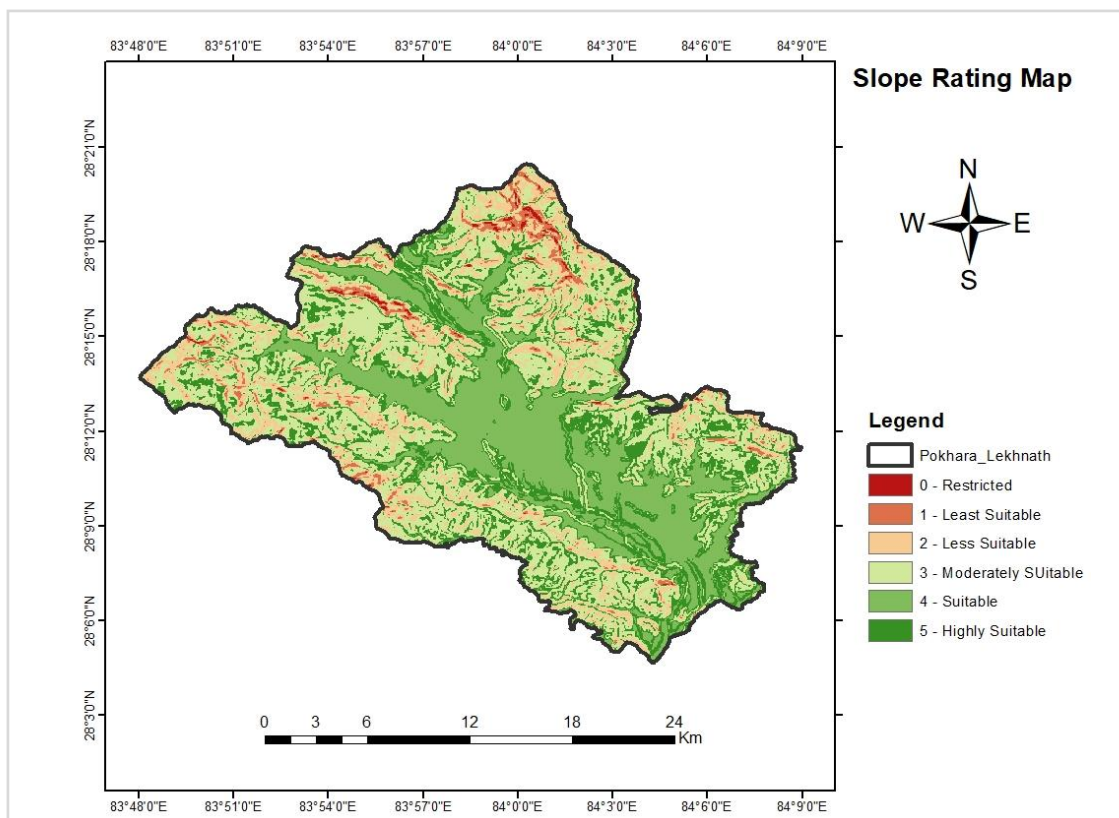 83°48'0"E 83°51'0"E 83°54'0"E 83°57'0"E 84°0'0"E 84°3'0"E 84°6'0"E 84°9'0"E
Slope Rating Map
28°21'0"N
28°18'0"N
28°15'0"N
28°12'0"N
28°9'0"N
28°6'0"N
28°3'0"N
N
W E
S
Legend
Pokhara_Lekhnath
0 - Restricted
1 - Least Suitable
2 - Less Suitable
3 - Moderately SUitable
4 - Suitable
5 - Highly Suitable
0 3 6 12 18 24
Km
83°48'0"E 83°51'0"E 83°54'0"E 83°57'0"E 84°0'0"E 84°3'0"E 84°6'0"E 84°9'0"E